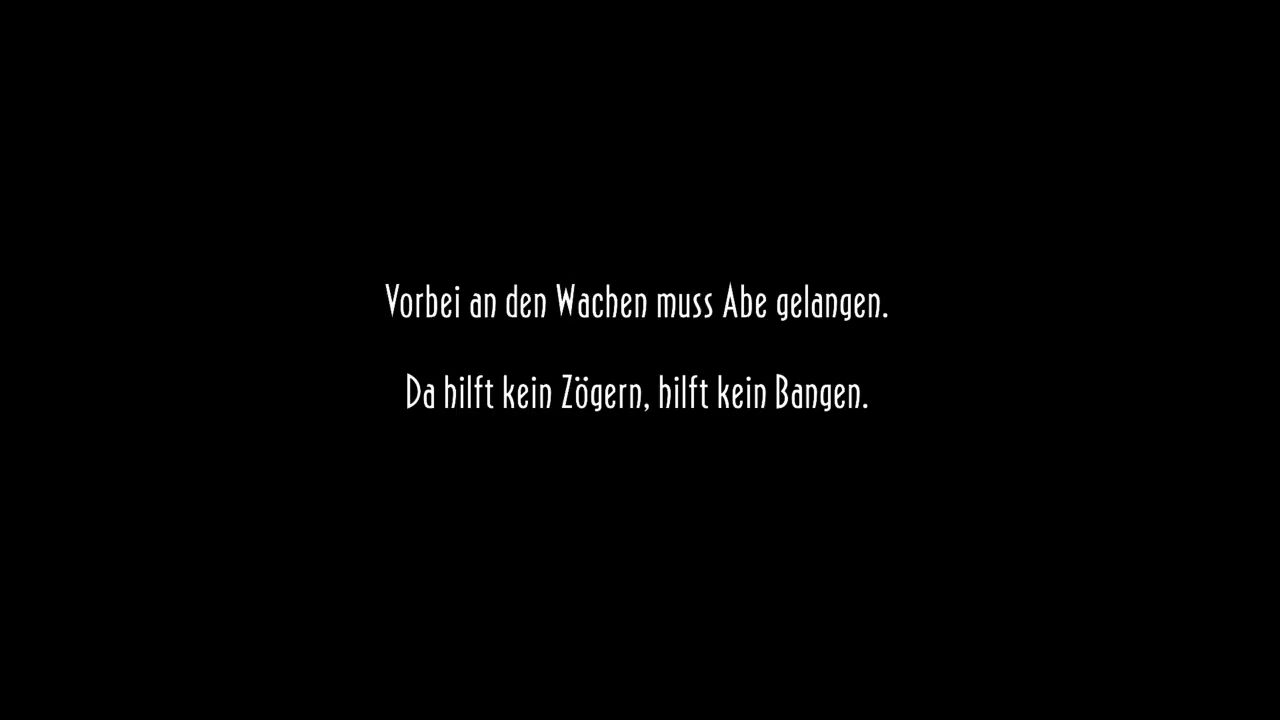 Vorbei an den Wachen muss Abe gelangen.
Da hilft kein Zögern, hilft kein Bangen.